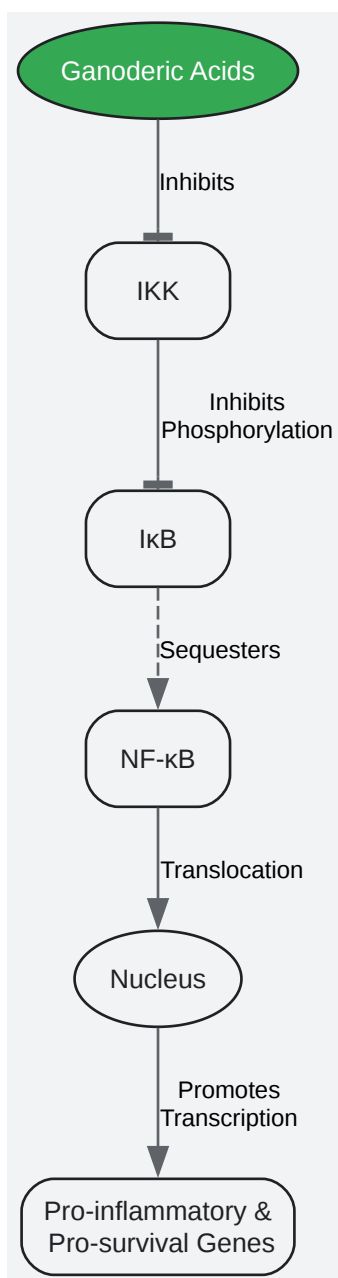 Ganoderic Acids
Inhibits
IKK
Inhibits
Phosphorylation
IκB
Sequesters
NF-κB
Translocation
Nucleus
Promotes
Transcription
Pro-inflammatory &
Pro-survival Genes